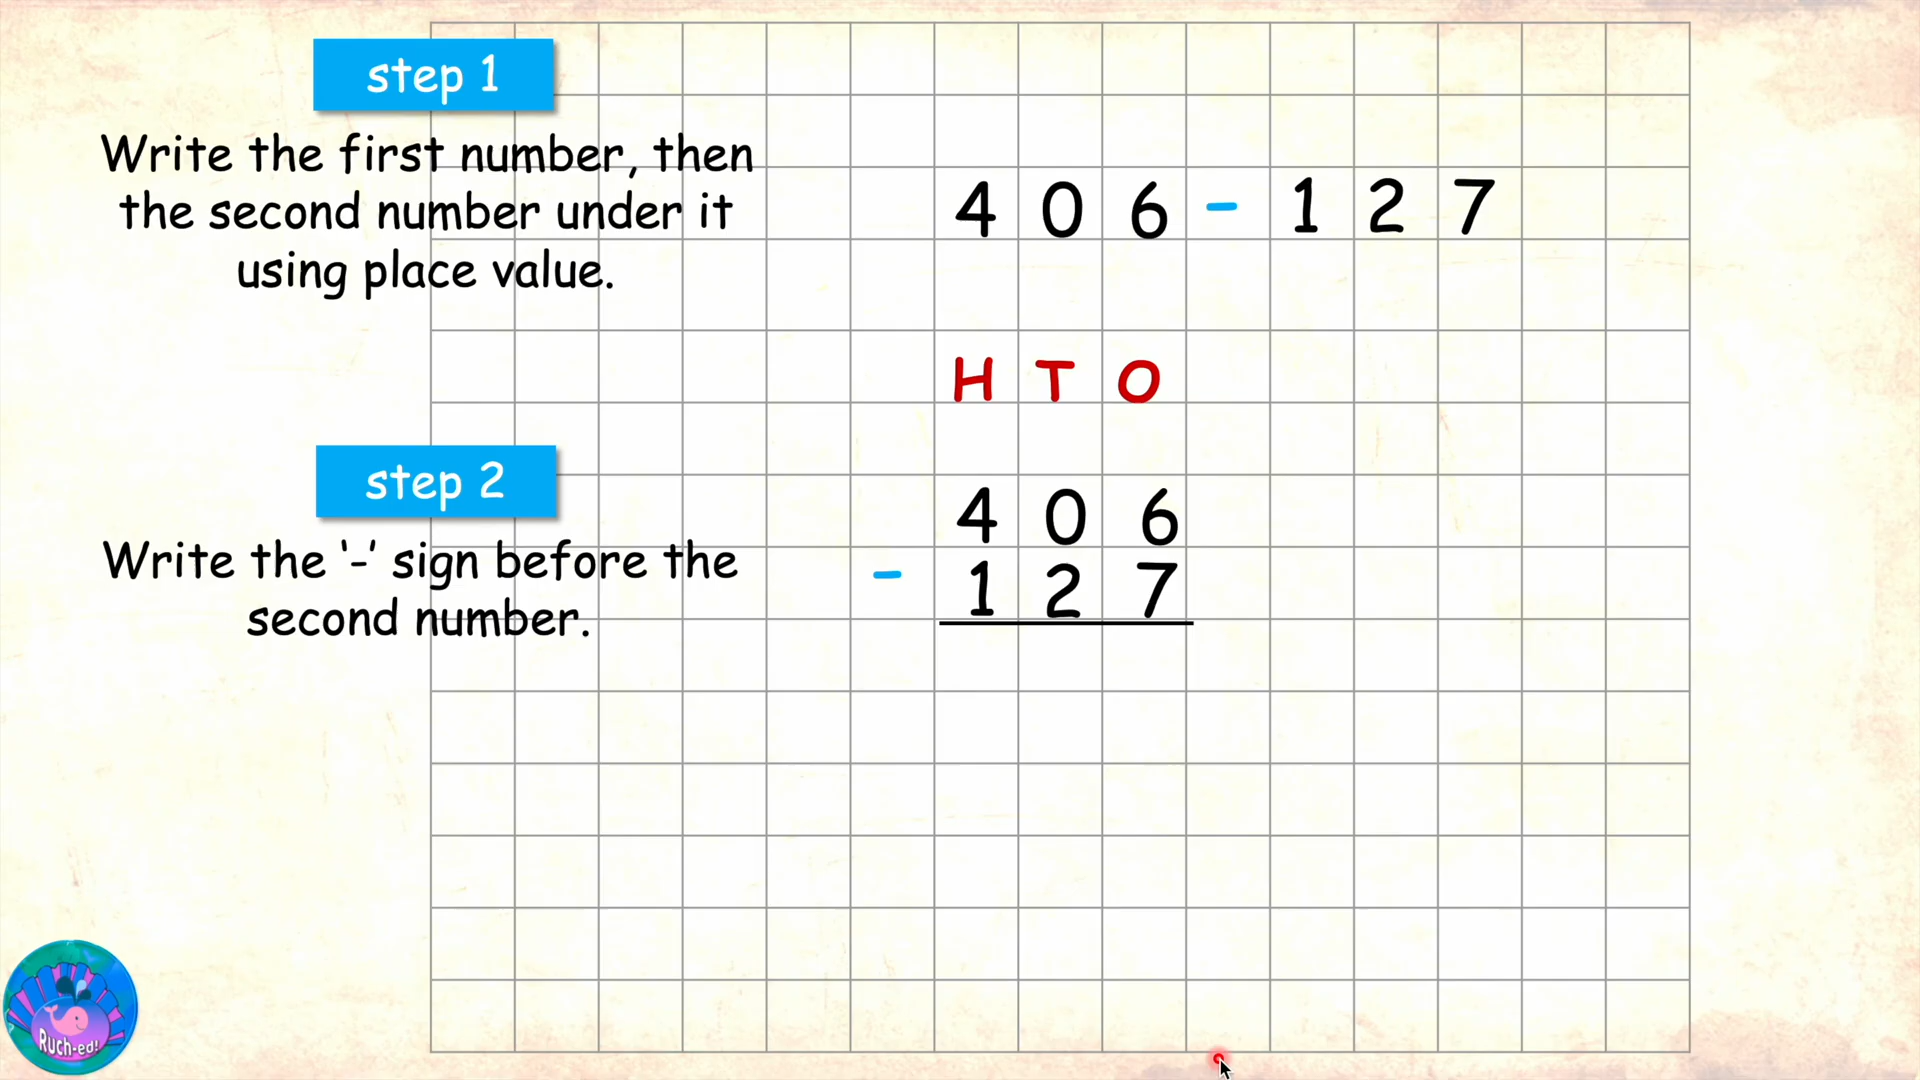 step 1
Write the first number, then
the second number under it
using place value.
4 0 6 - 1 2 7
H T O
step 2
Write the ‘-’ sign before the
second number.
4 0 6
- 1 2 7
Ruch-ed!